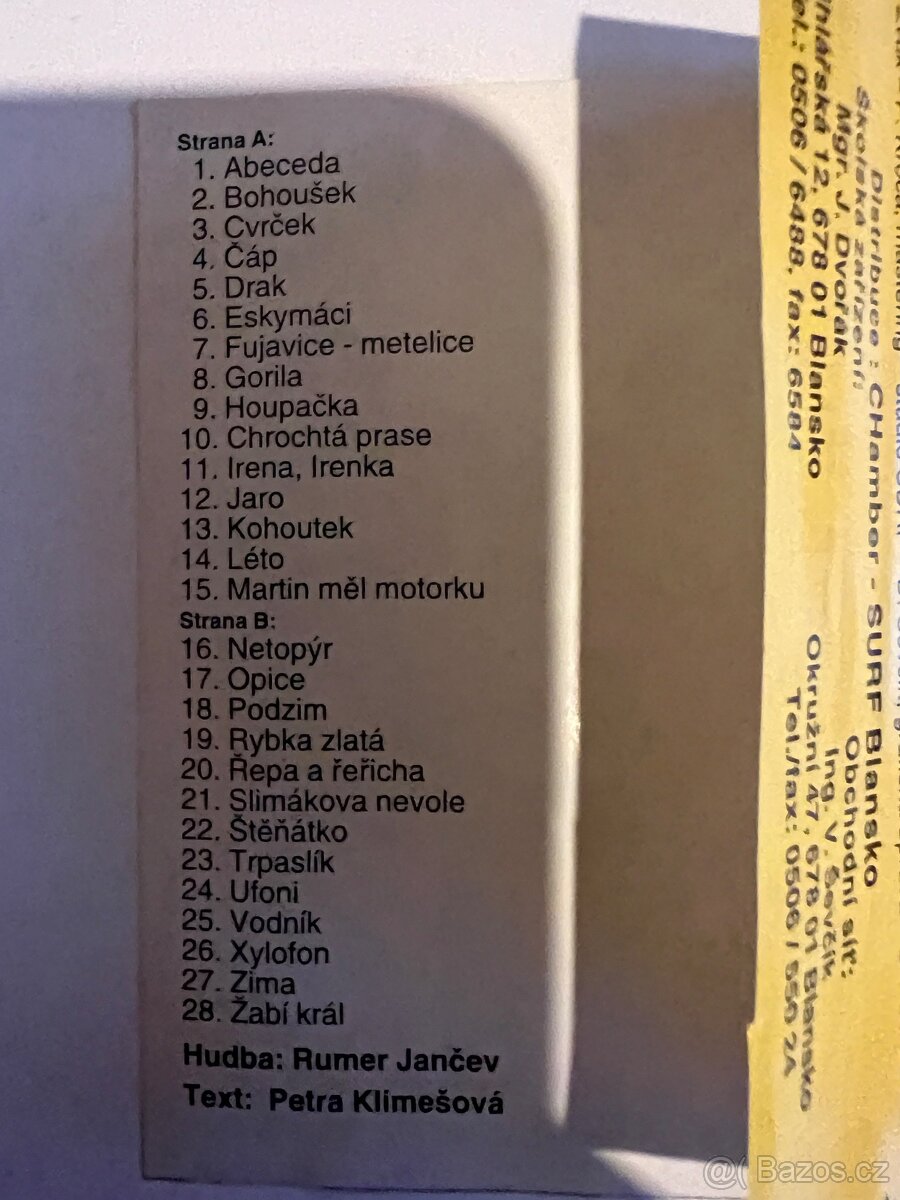 Strana A:
1. Abeceda
2. Bohoušek
3. Cvrček
4. Čáp
5. Drak
6. Eskymáci
7. Fujavice - metelice
8. Gorila
9. Houpačka
10. Chrochtá prase
11. Irena, Irenka
12. Jaro
13. Kohoutek
14. Léto
15. Martin měl motorku
Strana B:
16. Netopýr
17. Opice
18. Podzim
19. Rybka zlatá
20. Řepa a řeřicha
21. Slimákova nevole
22. Štěňátko
23. Trpaslík
24. Ufoni
25. Vodník
26. Xylofon
27. Zima
28. Žabí král
Hudba: Rumer Jančev
Text: Petra Klimešová
Distribuce : CHamber - SURF Blansko
Školská zařízení:
Mgr. J. Dvořák
12, 678 01 Blansko
0506 / 6488, fax: 6584
Obchodní síť:
Ing. V. Ševčík
Okružní 47, 678 01 Blansko
Tel./fax: 0506 / 550 24
@( Bazos.cz